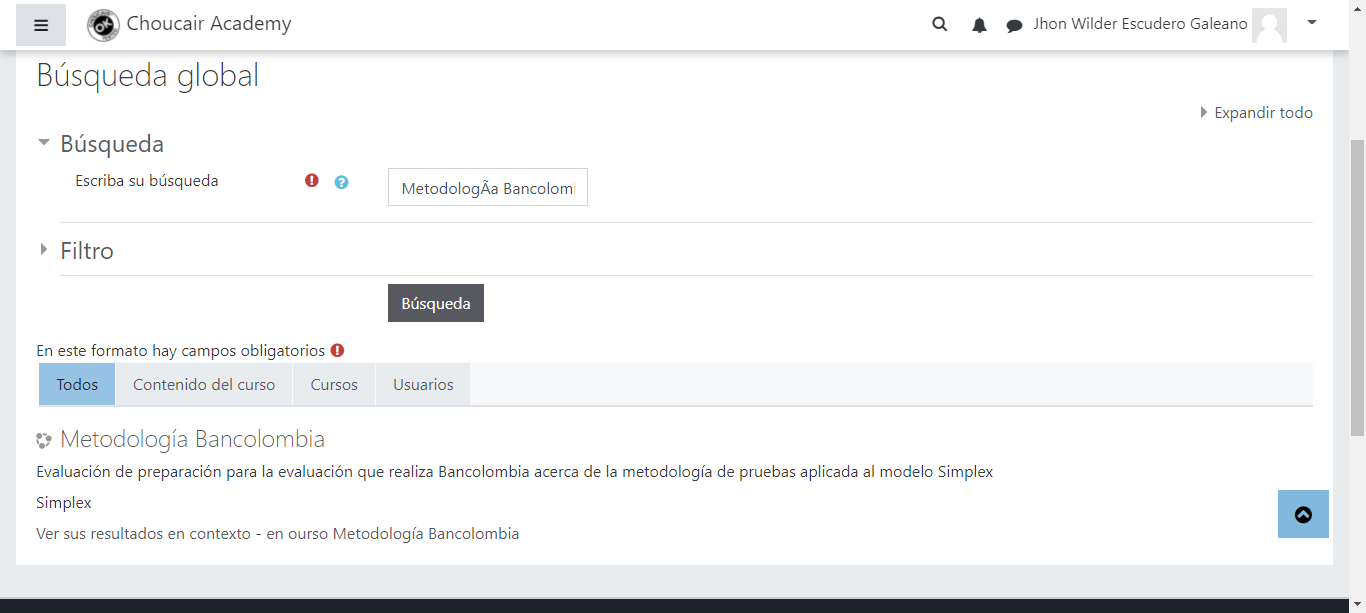 Choucair Academy
Jhon Wilder Escudero Galeano
Búsqueda global
Expandir todo
Búsqueda
Escriba su búsqueda
MetodologÃa Bancolom
Filtro
Búsqueda
En este formato hay campos obligatorios
Todos Contenido del curso Cursos Usuarios
Metodología Bancolombia
Evaluación de preparación para la evaluación que realiza Bancolombia acerca de la metodología de pruebas aplicada al modelo Simplex
Simplex
Ver sus resultados en contexto - en ourso Metodología Bancolombia